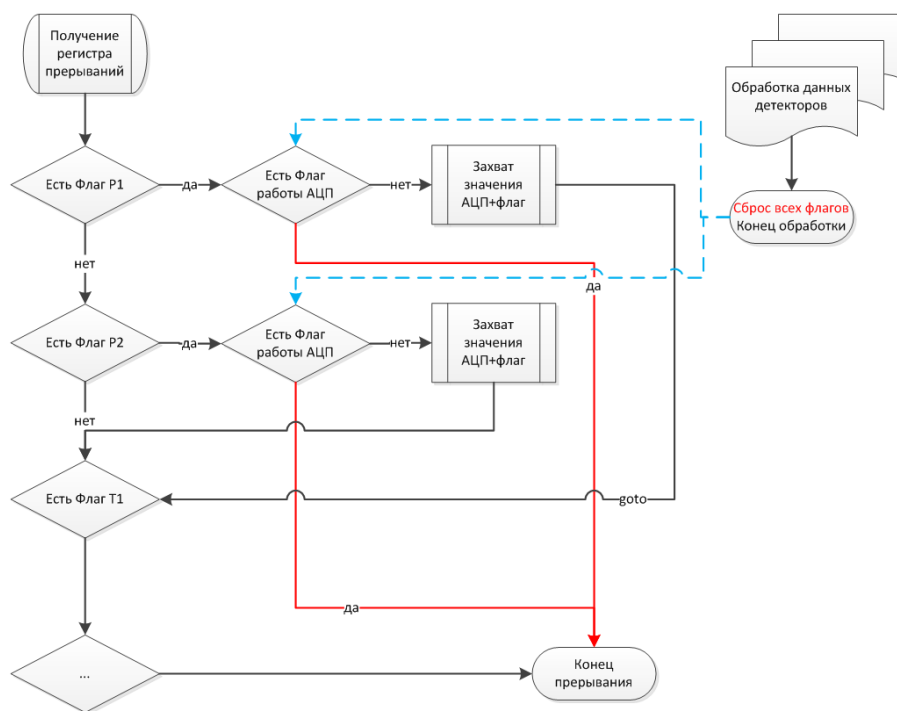 Получение
регистра
прерываний
Обработка данных
детекторов
Есть Флаг P1
да
Есть Флаг
работы АЦП
нет
Захват
значения
АЦП+флаг
Сброс всех флагов
Конец обработки
нет
да
Есть Флаг P2
да
Есть Флаг
работы АЦП
нет
Захват
значения
АЦП+флаг
нет
Есть Флаг T1
goto
да
...
Конец
прерывания